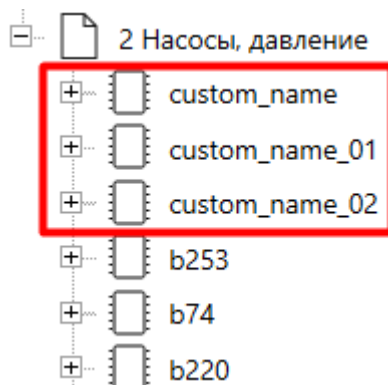 2 Насосы, давление
custom_name
custom_name_01
custom_name_02
b253
b74
b220